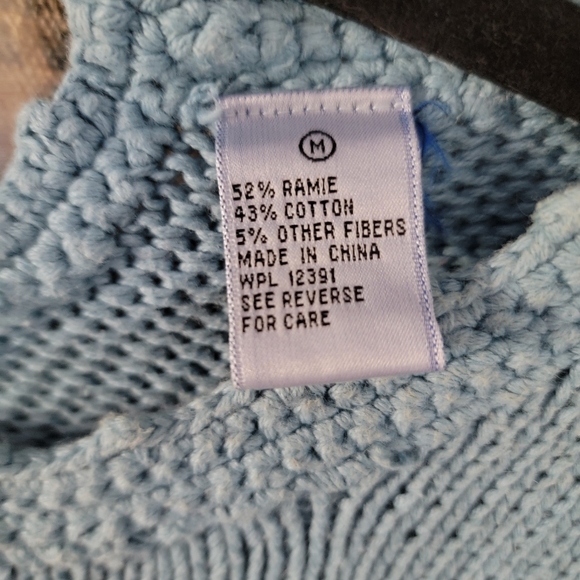 M
52% RAMIE
43% COTTON
5% OTHER FIBERS
MADE IN CHINA
WPL 12391
SEE REVERSE
FOR CARE